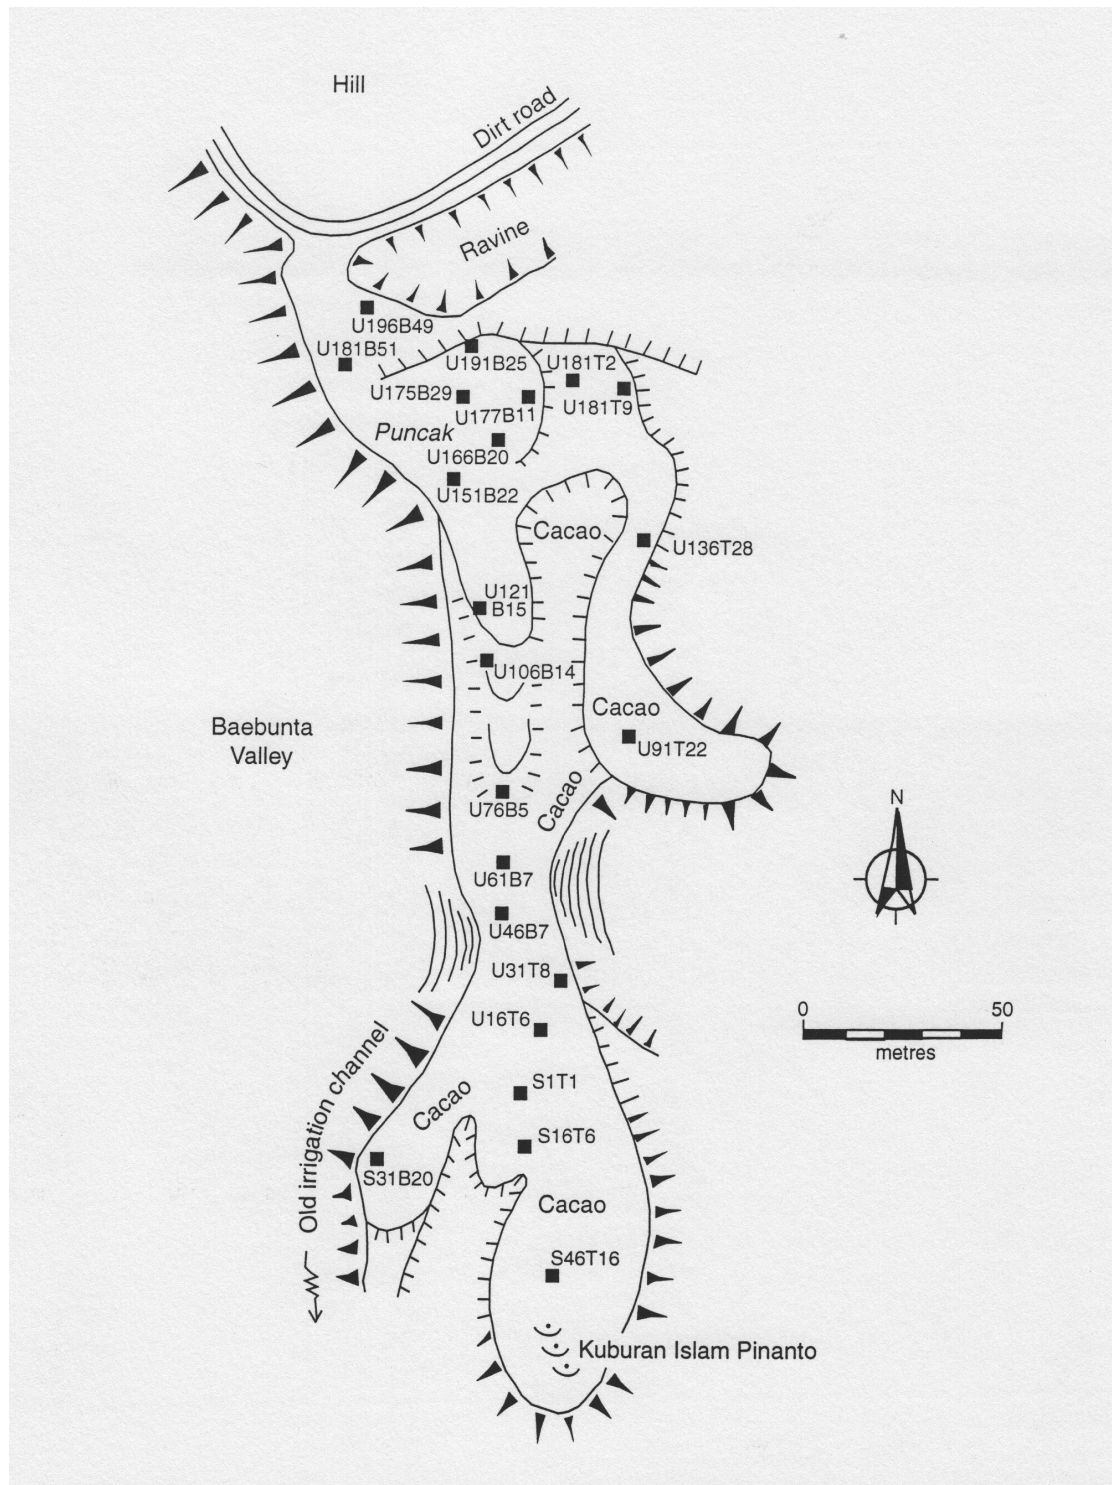 Hill
Dirt road
Ravine
U196B49
U181B51
U191B25
U181T2
U175B29
U181T9
U177B11
Puncak
U166B20
U151B22
Cacao
U136T28
U121
B15
U106B14
Cacao
Baebunta
Valley
U91T22
Cacao
U76B5
N
U61B7
U46B7
U31T8
0 50
metres
U16T6
Old irrigation channel
Cacao
S1T1
S16T6
S31B20
Cacao
S46T16
Kuburan Islam Pinanto